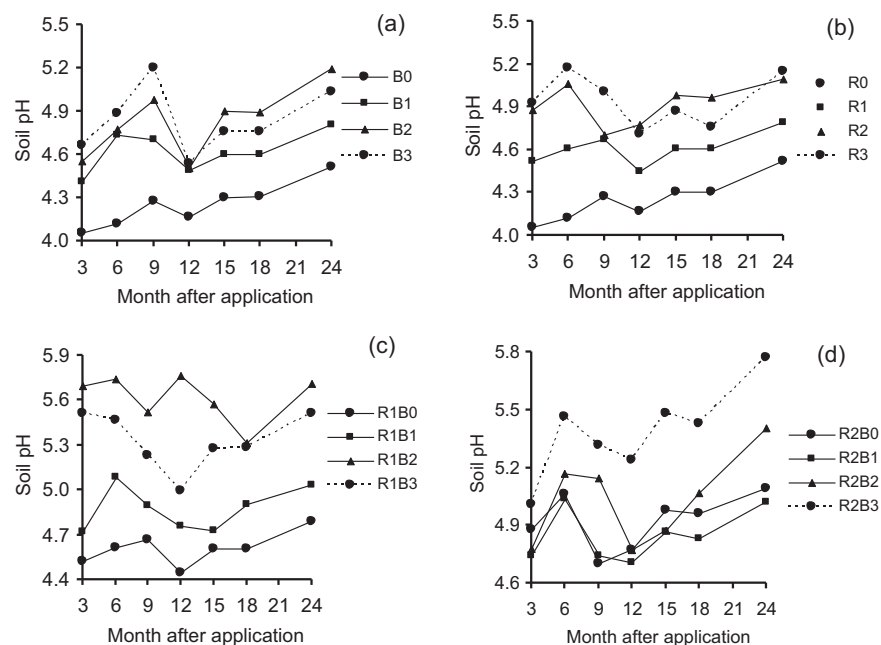 (a)
Soil pH
5.5
5.2
4.9
4.6
4.3
4.0
3 6 9 12 15 18 21 24
Month after application
B0
B1
B2
B3
(b)
Soil pH
5.5
5.2
4.9
4.6
4.3
4.0
3 6 9 12 15 18 21 24
Month after application
R0
R1
R2
R3
(c)
Soil pH
5.9
5.6
5.3
5.0
4.7
4.4
3 6 9 12 15 18 21 24
Month after application
R1B0
R1B1
R1B2
R1B3
(d)
Soil pH
5.8
5.5
5.2
4.9
4.6
3 6 9 12 15 18 21 24
Month after application
R2B0
R2B1
R2B2
R2B3